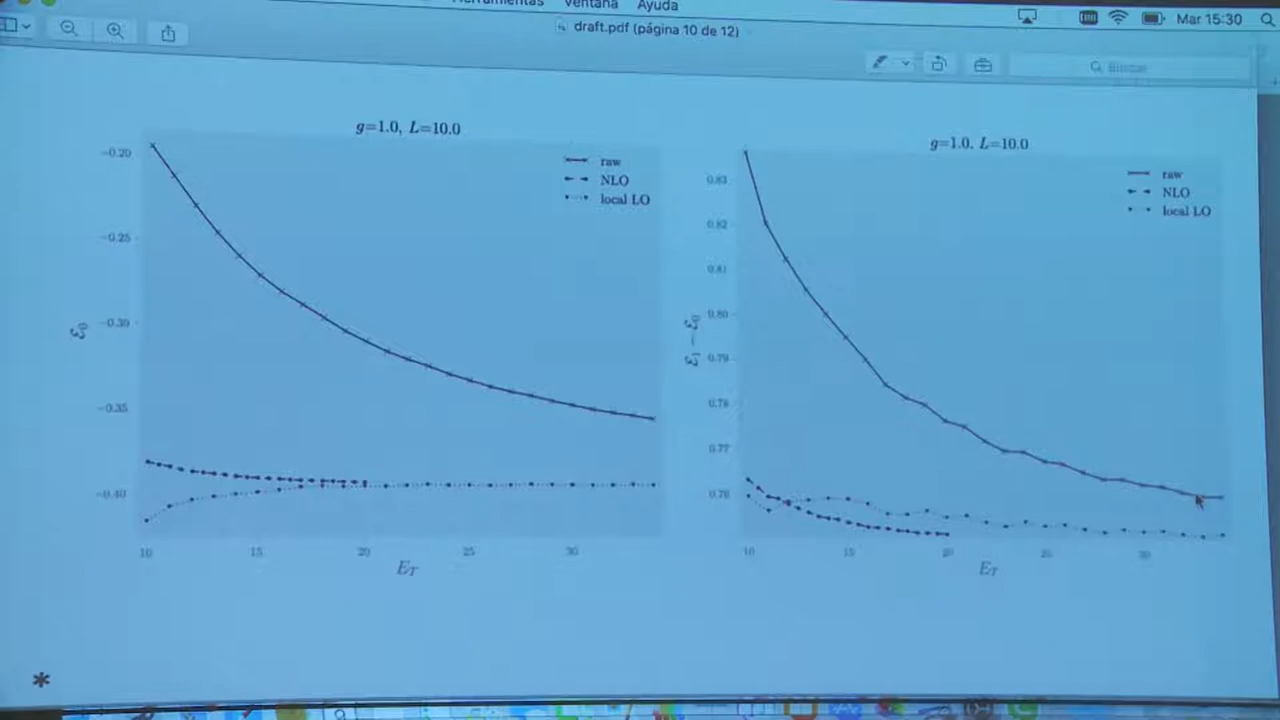 Herramientas Ventana Ayuda
Mar 15:30
draft.pdf (página 10 de 12)
Buscar
g=1.0, L=10.0
raw
NLO
local LO
−0.20
−0.25
−0.30
−0.35
−0.40
ℰ₀
10 15 20 25 30
E_T
g=1.0. L=10.0
raw
NLO
local LO
0.83
0.82
0.81
0.80
0.79
0.78
0.77
0.76
ℰ₁ − ℰ₀
10 15 20 25 30
E_T
*